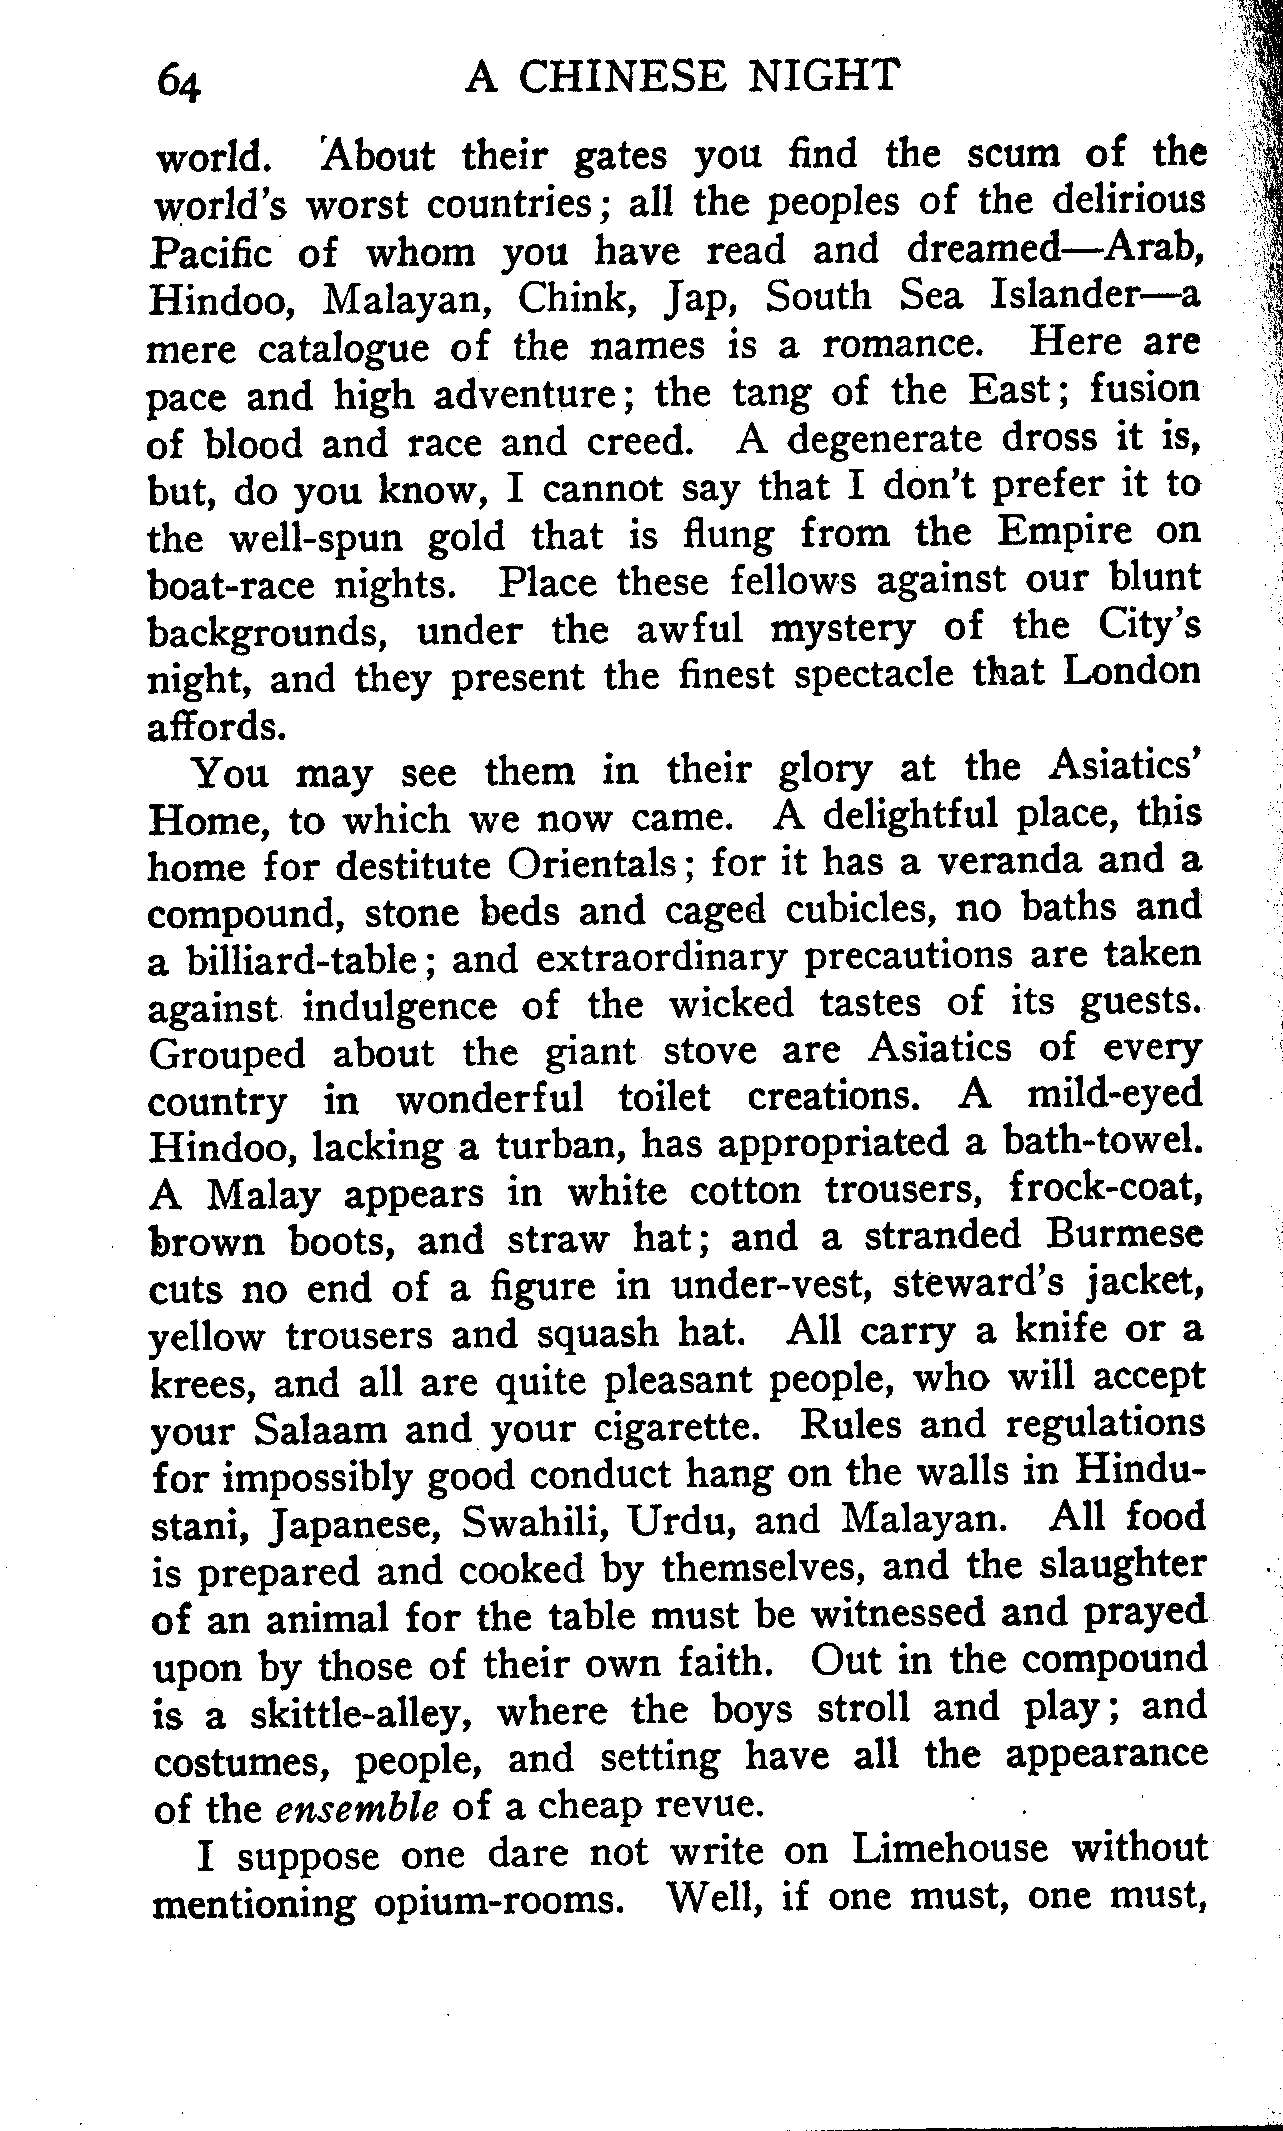 64 A CHINESE NIGHT
world. 'About their gates you find the scum of the
world's worst countries; all the peoples of the delirious
Pacific of whom you have read and dreamed—Arab,
Hindoo, Malayan, Chink, Jap, South Sea Islander—a
mere catalogue of the names is a romance. Here are
pace and high adventure; the tang of the East; fusion
of blood and race and creed. A degenerate dross it is,
but, do you know, I cannot say that I don't prefer it to
the well-spun gold that is flung from the Empire on
boat-race nights. Place these fellows against our blunt
backgrounds, under the awful mystery of the City's
night, and they present the finest spectacle that London
affords.
You may see them in their glory at the Asiatics'
Home, to which we now came. A delightful place, this
home for destitute Orientals; for it has a veranda and a
compound, stone beds and caged cubicles, no baths and
a billiard-table; and extraordinary precautions are taken
against indulgence of the wicked tastes of its guests.
Grouped about the giant stove are Asiatics of every
country in wonderful toilet creations. A mild-eyed
Hindoo, lacking a turban, has appropriated a bath-towel.
A Malay appears in white cotton trousers, frock-coat,
brown boots, and straw hat; and a stranded Burmese
cuts no end of a figure in under-vest, steward's jacket,
yellow trousers and squash hat. All carry a knife or a
krees, and all are quite pleasant people, who will accept
your Salaam and your cigarette. Rules and regulations
for impossibly good conduct hang on the walls in Hindu-
stani, Japanese, Swahili, Urdu, and Malayan. All food
is prepared and cooked by themselves, and the slaughter
of an animal for the table must be witnessed and prayed
upon by those of their own faith. Out in the compound
is a skittle-alley, where the boys stroll and play; and
costumes, people, and setting have all the appearance
of the ensemble of a cheap revue.
I suppose one dare not write on Limehouse without
mentioning opium-rooms. Well, if one must, one must,